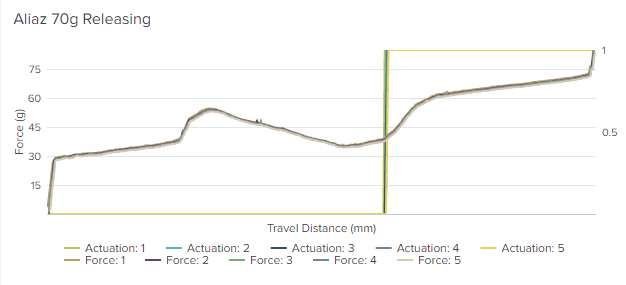 Aliaz 70g Releasing
75
60
45
30
15
1
0.5
Force (g)
Travel Distance (mm)
Actuation: 1 Actuation: 2 Actuation: 3 Actuation: 4 Actuation: 5
Force: 1 Force: 2 Force: 3 Force: 4 Force: 5